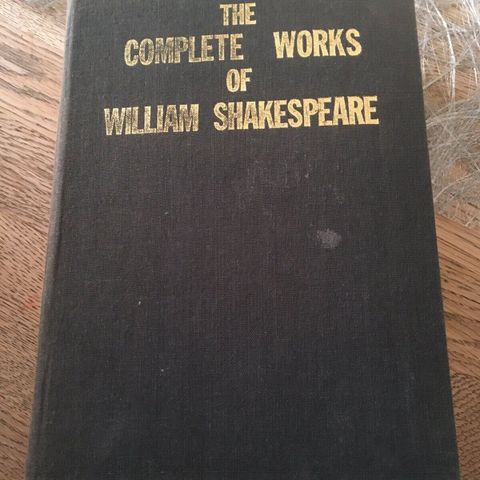 THE
COMPLETE WORKS
OF
WILLIAM SHAKESPEARE